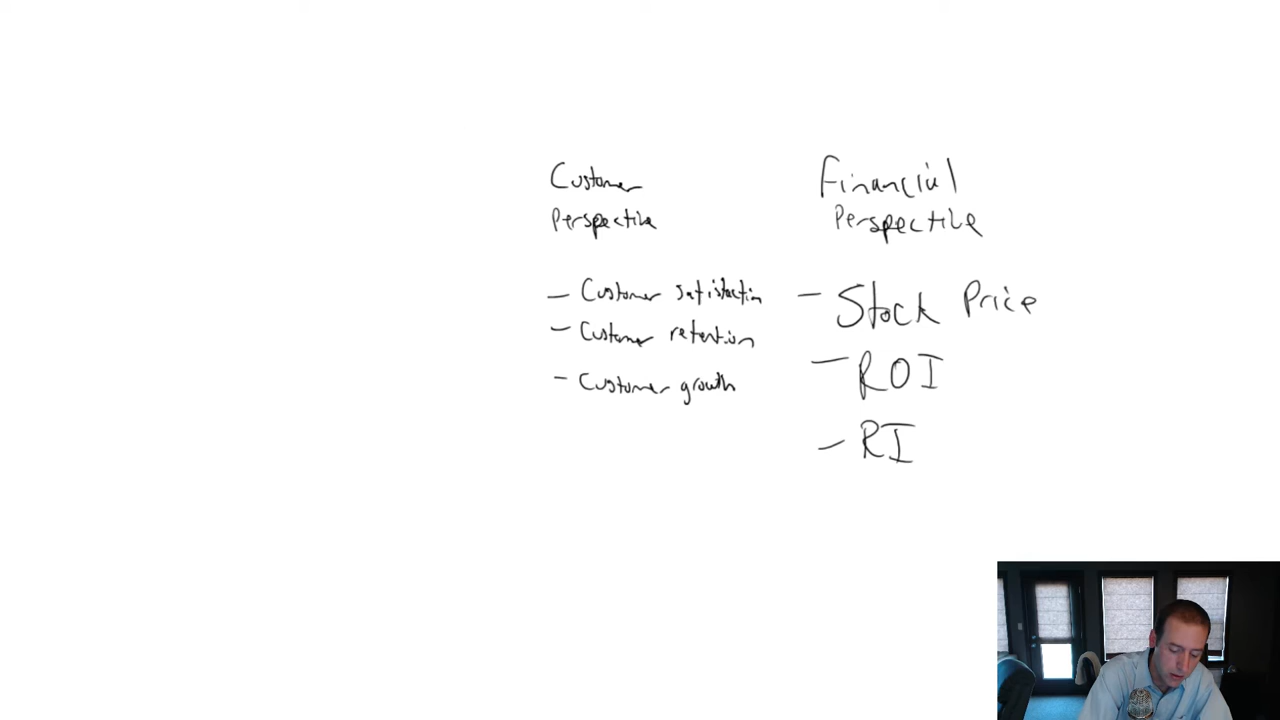 Customer
Perspective
- Customer satisfaction
- Customer retention
- Customer growth
Financial
Perspective
- Stock Price
- ROI
- RI